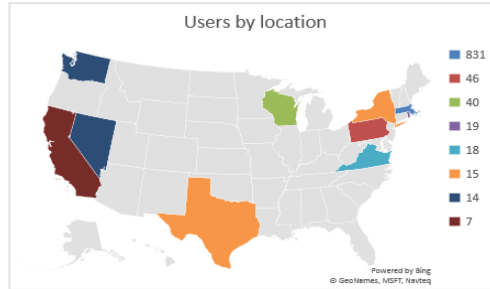 Users by location
831
46
40
19
18
15
14
7
Powered by Bing
© GeoNames, MSFT, Navteq